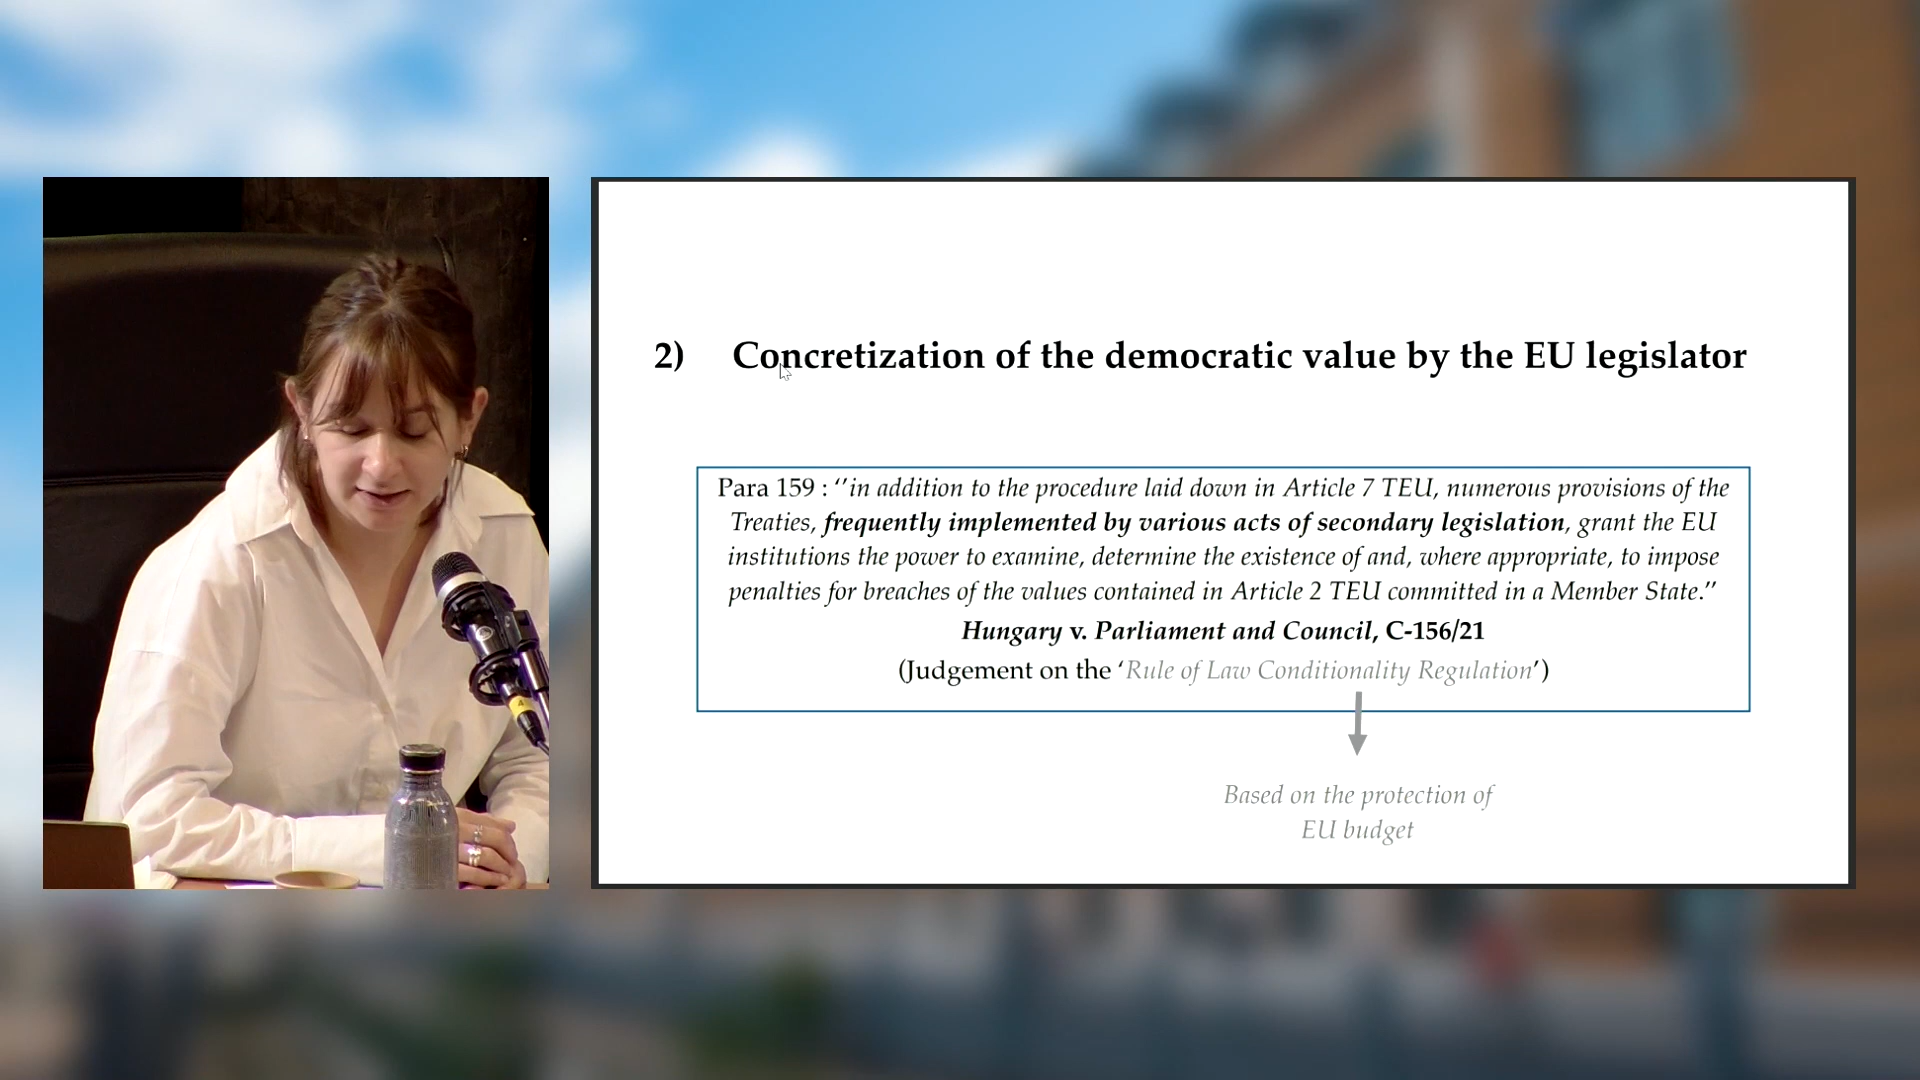 2) Concretization of the democratic value by the EU legislator
Para 159 : ‘’in addition to the procedure laid down in Article 7 TEU, numerous provisions of the
Treaties, frequently implemented by various acts of secondary legislation, grant the EU
institutions the power to examine, determine the existence of and, where appropriate, to impose
penalties for breaches of the values contained in Article 2 TEU committed in a Member State.’’
Hungary v. Parliament and Council, C-156/21
(Judgement on the ‘Rule of Law Conditionality Regulation’)
Based on the protection of
EU budget
4